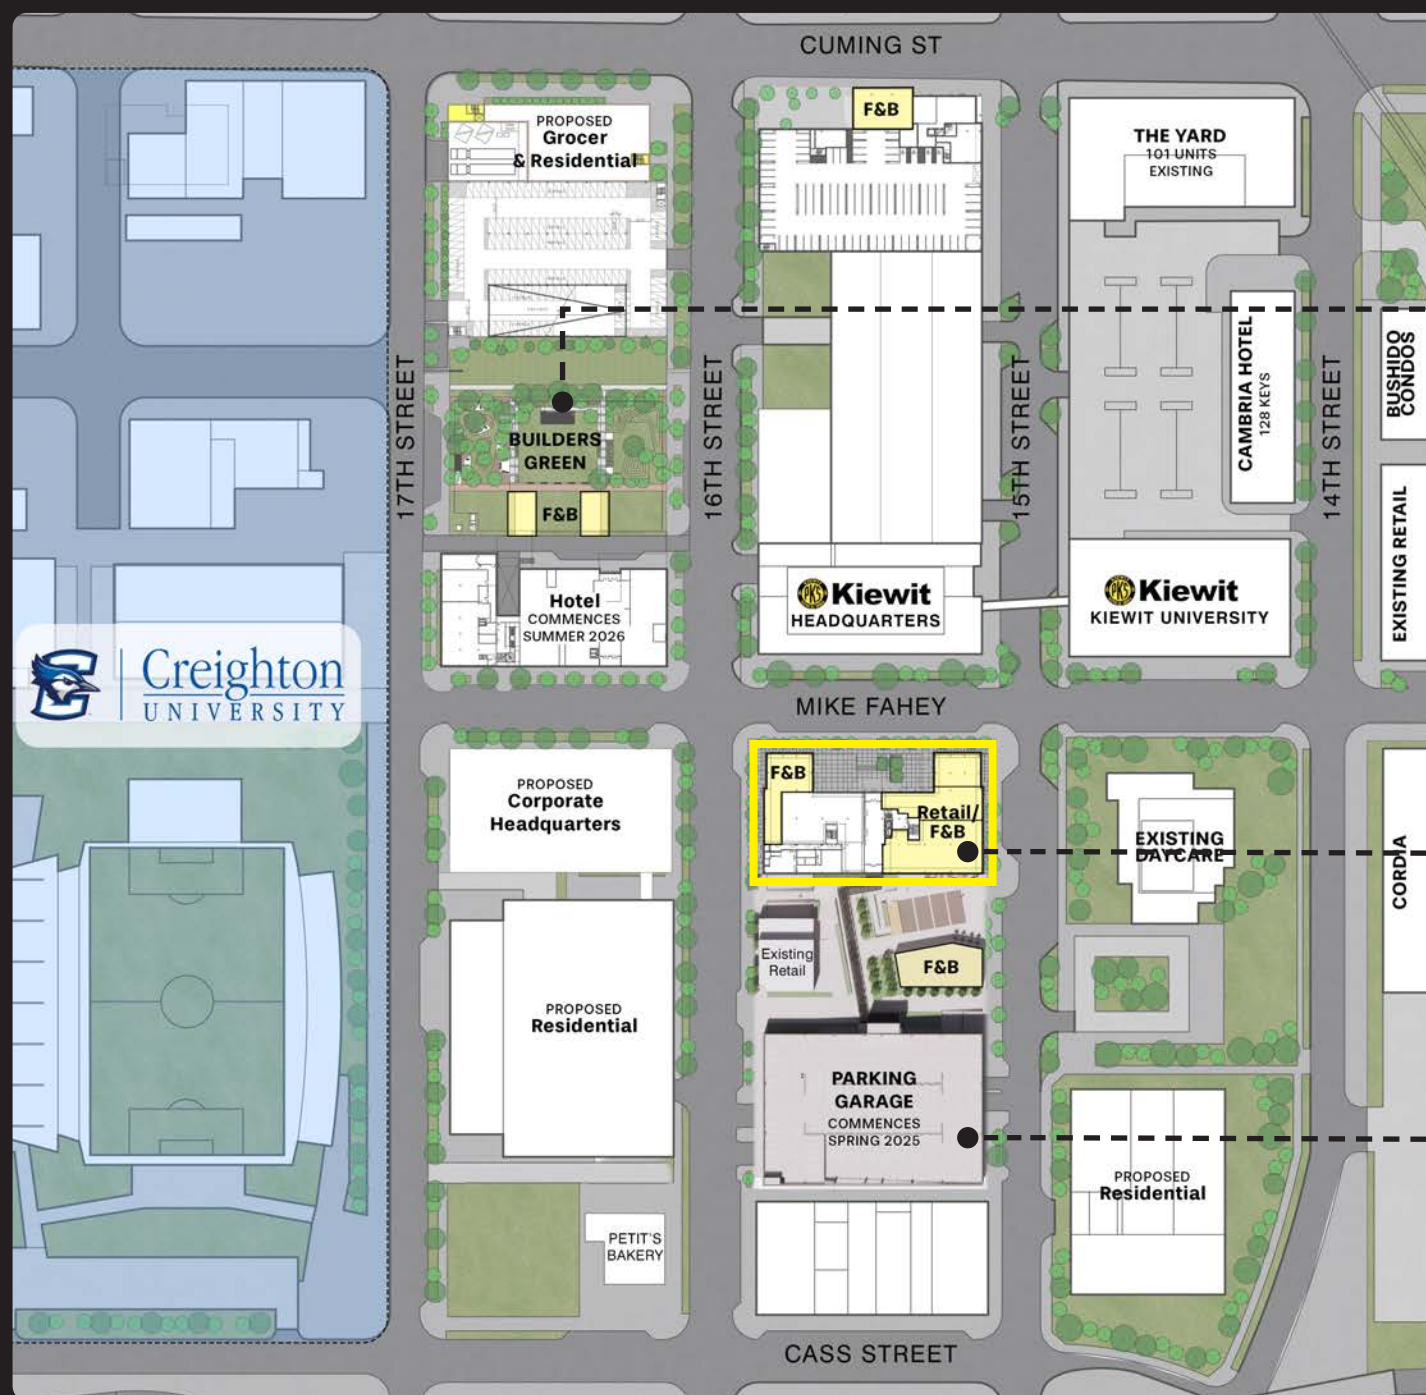 CUMING ST
PROPOSED
Grocer
& Residential
F&B
THE YARD
101 UNITS
EXISTING
17TH STREET
16TH STREET
15TH STREET
14TH STREET
CAMBRIA HOTEL
128 KEYS
BUSHIDO
CONDOS
BUILDERS
GREEN
F&B
EXISTING RETAIL
Hotel
COMMENCES
SUMMER 2026
PKS
Kiewit
HEADQUARTERS
PKS
Kiewit
KIEWIT UNIVERSITY
Creighton
UNIVERSITY
MIKE FAHEY
PROPOSED
Corporate
Headquarters
F&B
Retail/
F&B
EXISTING
DAYCARE
CORDIA
Existing
Retail
F&B
PROPOSED
Residential
PARKING
GARAGE
COMMENCES
SPRING 2025
PROPOSED
Residential
PETIT'S
BAKERY
CASS STREET